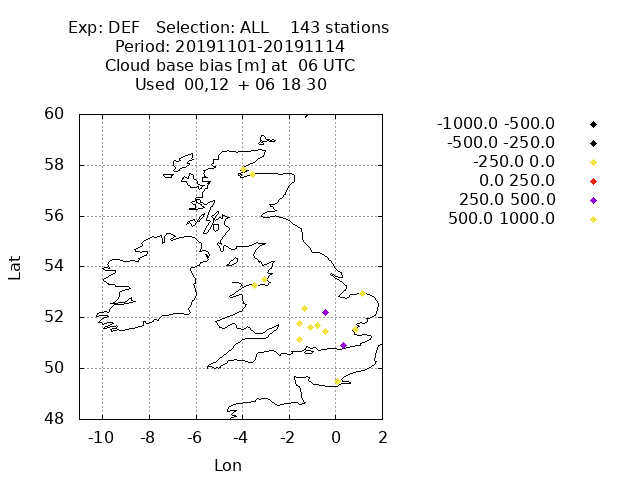 Exp: DEF   Selection: ALL    143 stations
Period: 20191101-20191114
Cloud base bias [m] at  06 UTC
Used  00,12  + 06 18 30
-1000.0 -500.0
-500.0 -250.0
-250.0 0.0
0.0 250.0
250.0 500.0
500.0 1000.0
60
58
56
54
52
50
48
Lat
-10 -8 -6 -4 -2 0 2
Lon